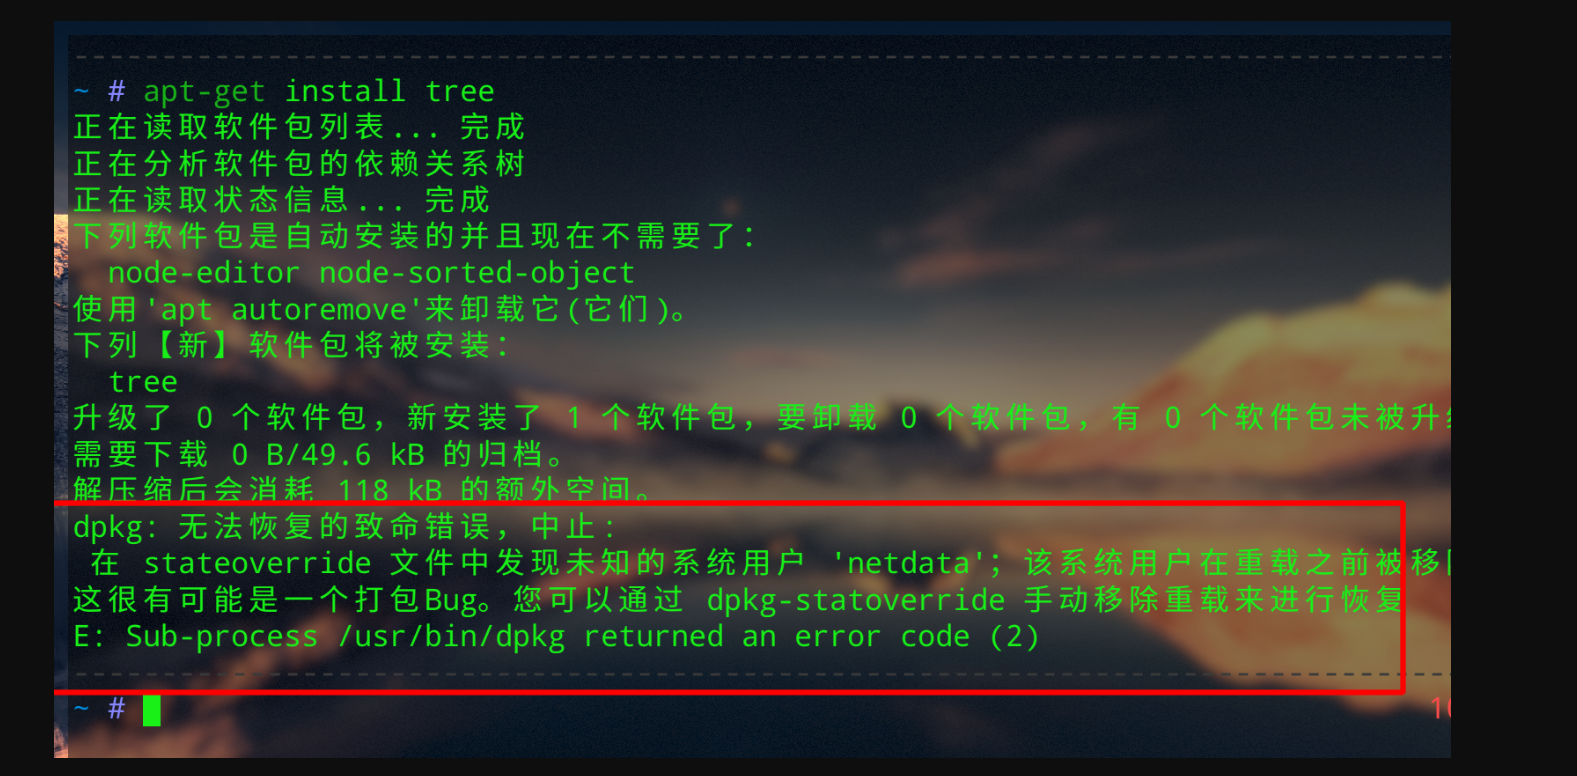 ~ # apt-get install tree
正在读取软件包列表... 完成
正在分析软件包的依赖关系树
正在读取状态信息... 完成
下列软件包是自动安装的并且现在不需要了:
node-editor node-sorted-object
使用'apt autoremove'来卸载它(它们)。
下列【新】软件包将被安装:
tree
升级了 0 个软件包, 新安装了 1 个软件包, 要卸载 0 个软件包, 有 0 个软件包未被升
需要下载 0 B/49.6 kB 的归档。
解压缩后会消耗 118 kB 的额外空间。
dpkg: 无法恢复的致命错误, 中止:
在 stateoverride 文件中发现未知的系统用户 'netdata'; 该系统用户在重载之前被移
这很有可能是一个打包Bug。您可以通过 dpkg-statoverride 手动移除重载来进行恢复
E: Sub-process /usr/bin/dpkg returned an error code (2)
~ #